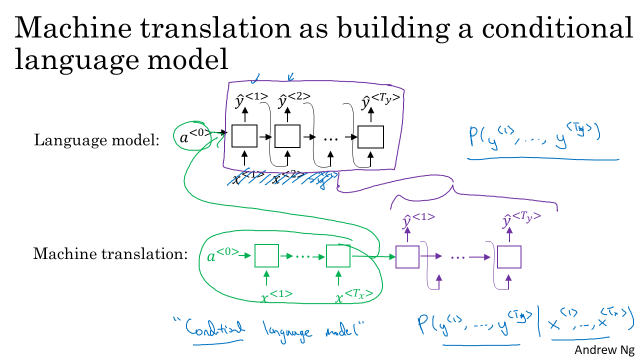 Machine translation as building a conditional
language model
ŷ<1> ŷ<2> ŷ<Ty>
Language model: a<0> ...
x<1> x<2>
P(y<1>, ..., y<Ty>)
ŷ<1> ŷ<Ty>
Machine translation: a<0> ... ...
x<1> x<Tx>
"Conditional language model" P(y<1>, ..., y<Ty> | x<1>, ..., x<Tx>)
Andrew Ng